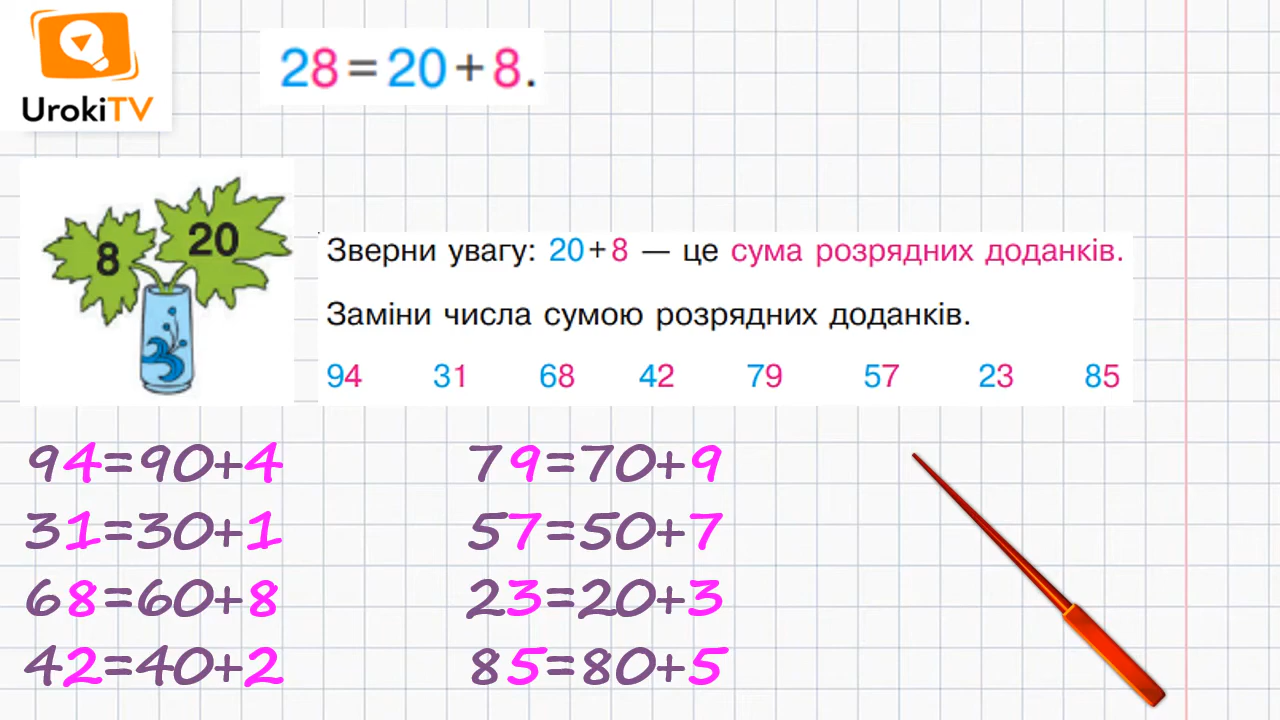 UrokiTV
28=20+8.
8 20
Зверни увагу: 20+8 — це сума розрядних доданків.
Заміни числа сумою розрядних доданків.
94 31 68 42 79 57 23 85
94=90+4
31=30+1
68=60+8
42=40+2
79=70+9
57=50+7
23=20+3
85=80+5